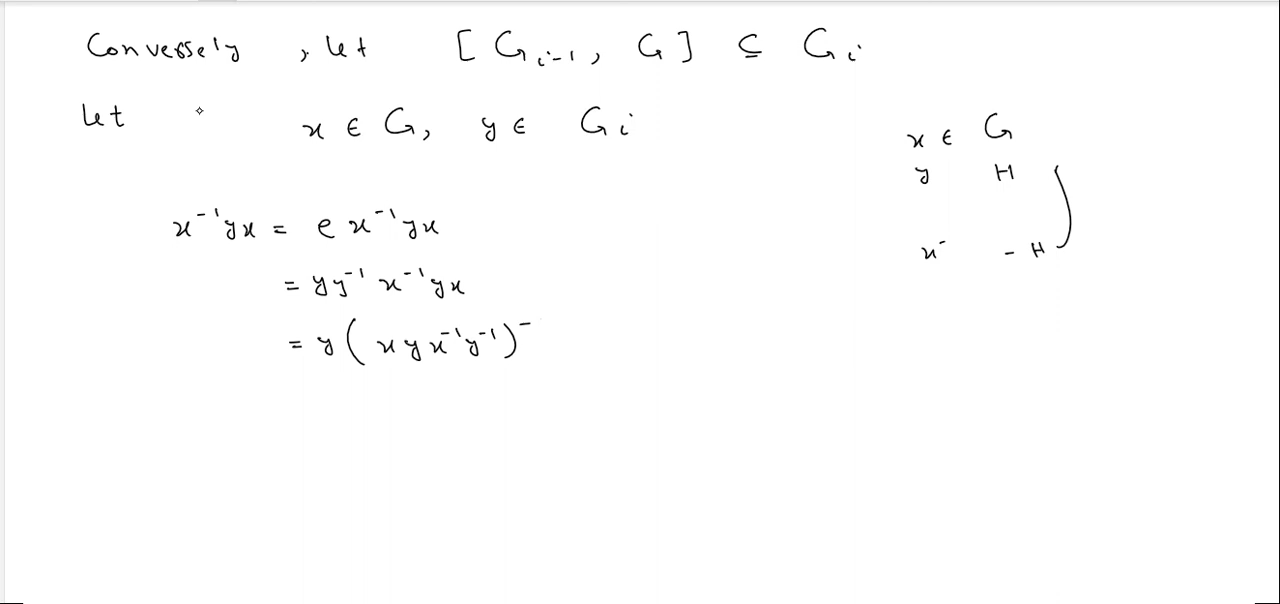 Conversely, let [G_{i-1}, G] ⊆ G_i
let x ∈ G, y ∈ G_i
x ∈ G
y H
x^{-1}yx = e x^{-1}yx
x^- - H
= yy^{-1} x^{-1}yx
= y(xyx^{-1}y^{-1})^-